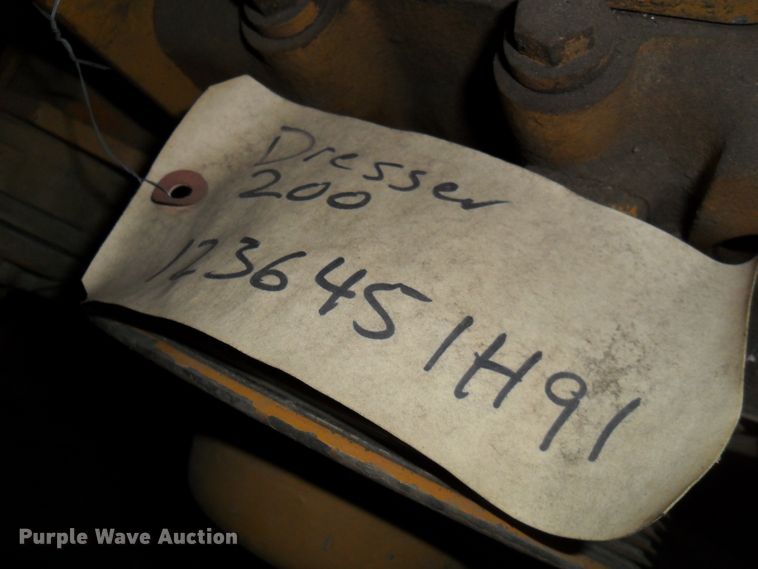 Dresser
200
1236451H91
Purple Wave Auction